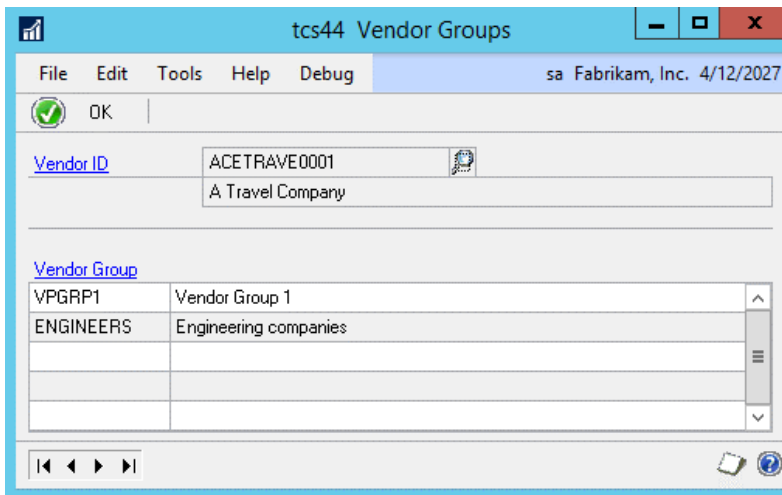 tcs44 Vendor Groups
File Edit Tools Help Debug sa Fabrikam, Inc. 4/12/2027
OK
Vendor ID ACETRAVE0001
A Travel Company
Vendor Group
VPGRP1 Vendor Group 1
ENGINEERS Engineering companies